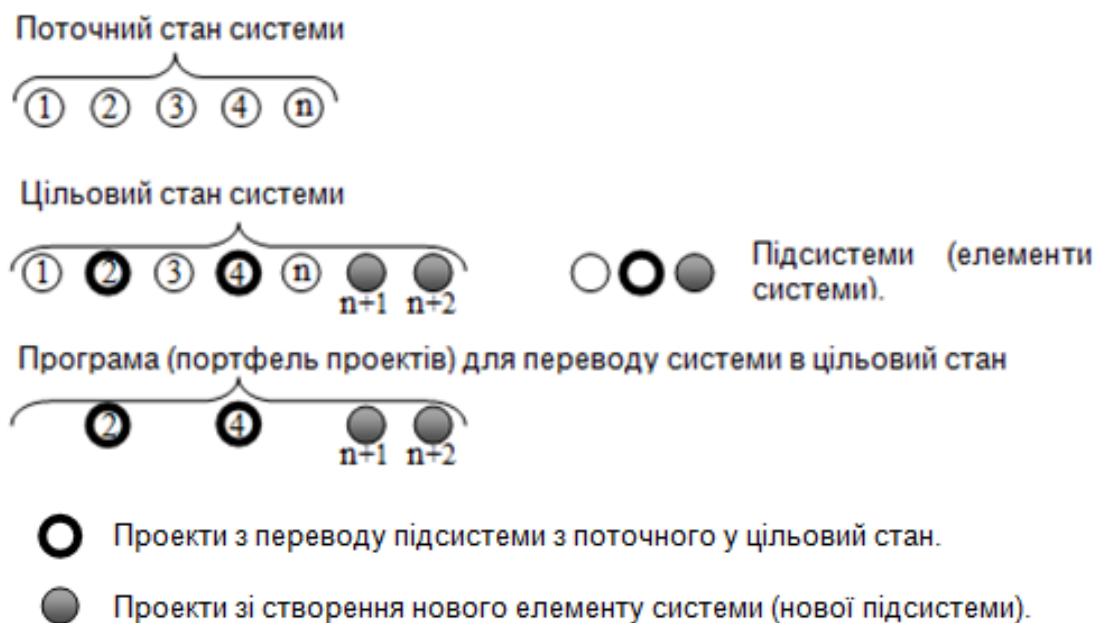 Поточний стан системи
1 2 3 4 n
Цільовий стан системи
1 2 3 4 n
n+1 n+2
Підсистеми (елементи
системи).
Програма (портфель проектів) для переводу системи в цільовий стан
2 4
n+1 n+2
Проекти з переводу підсистеми з поточного у цільовий стан.
Проекти зі створення нового елементу системи (нової підсистеми).